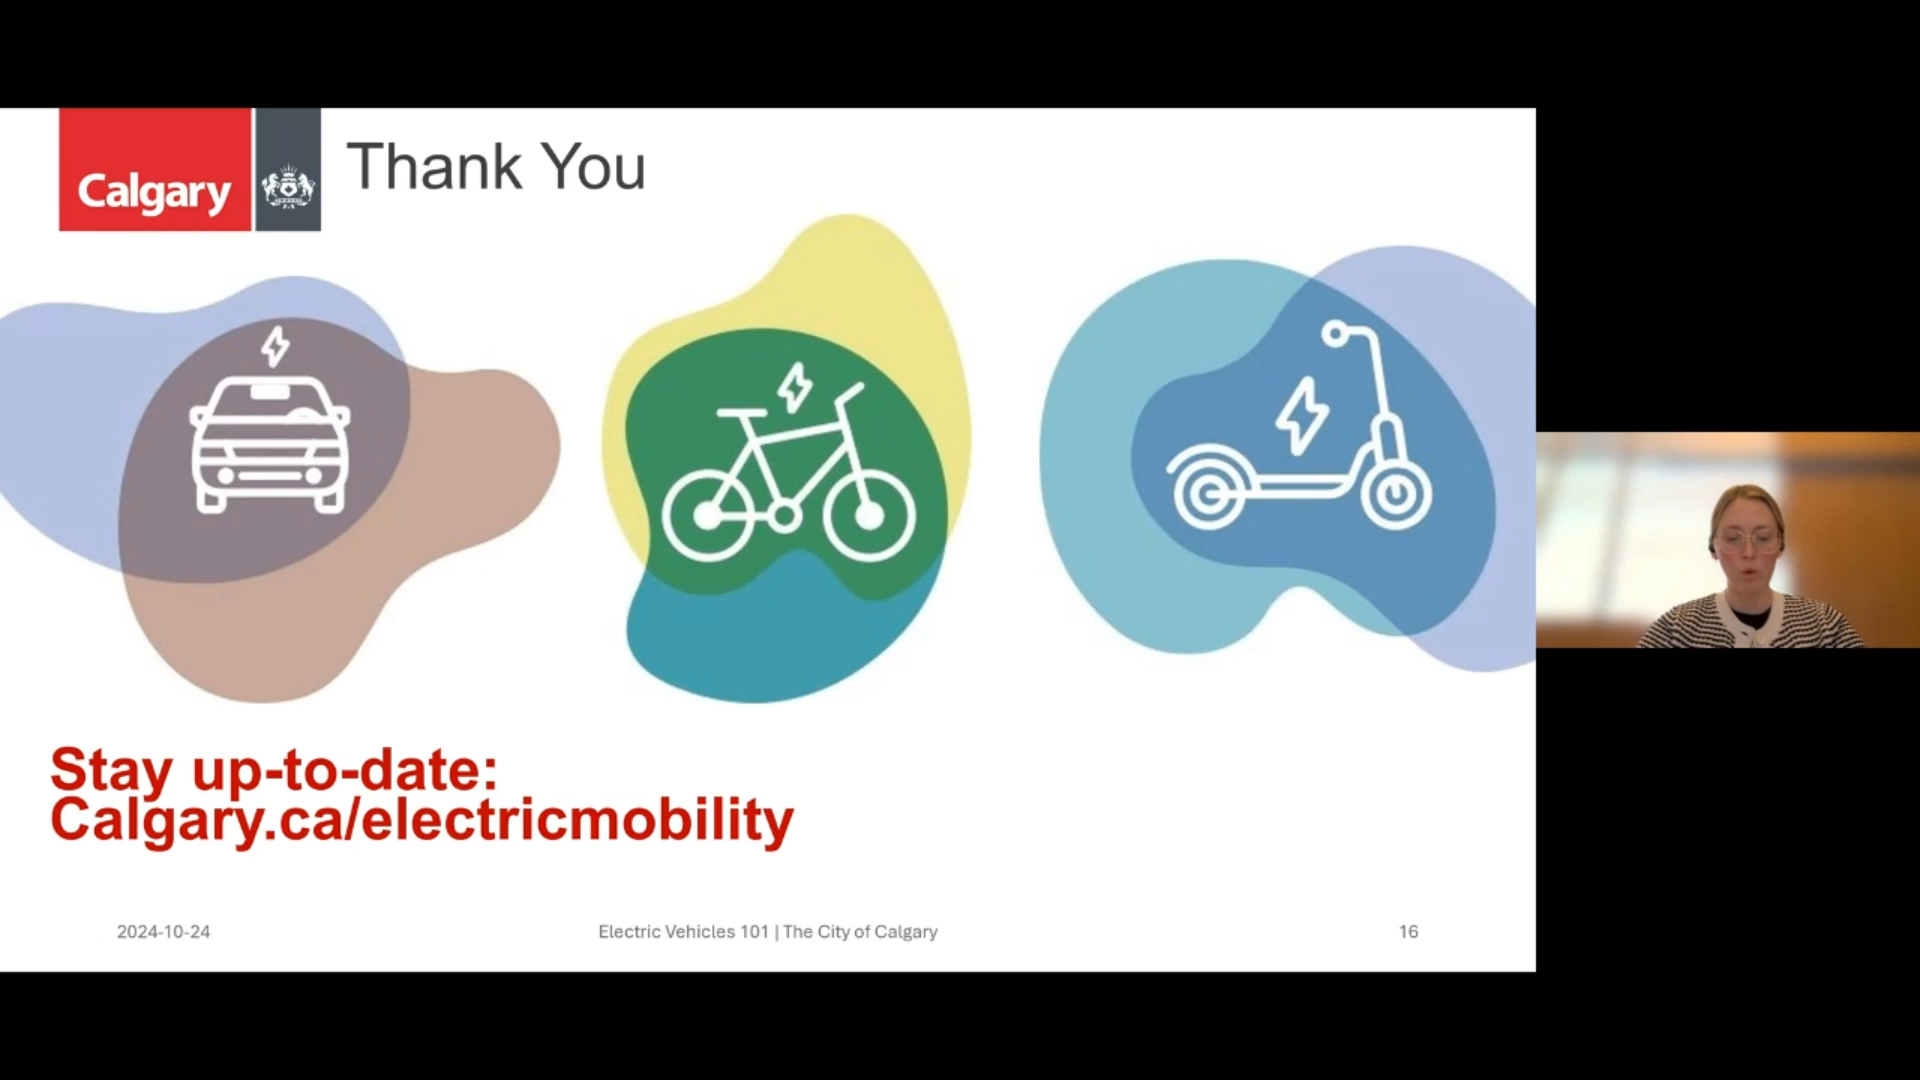 Calgary
Thank You
Stay up-to-date:
Calgary.ca/electricmobility
2024-10-24
Electric Vehicles 101 | The City of Calgary
16